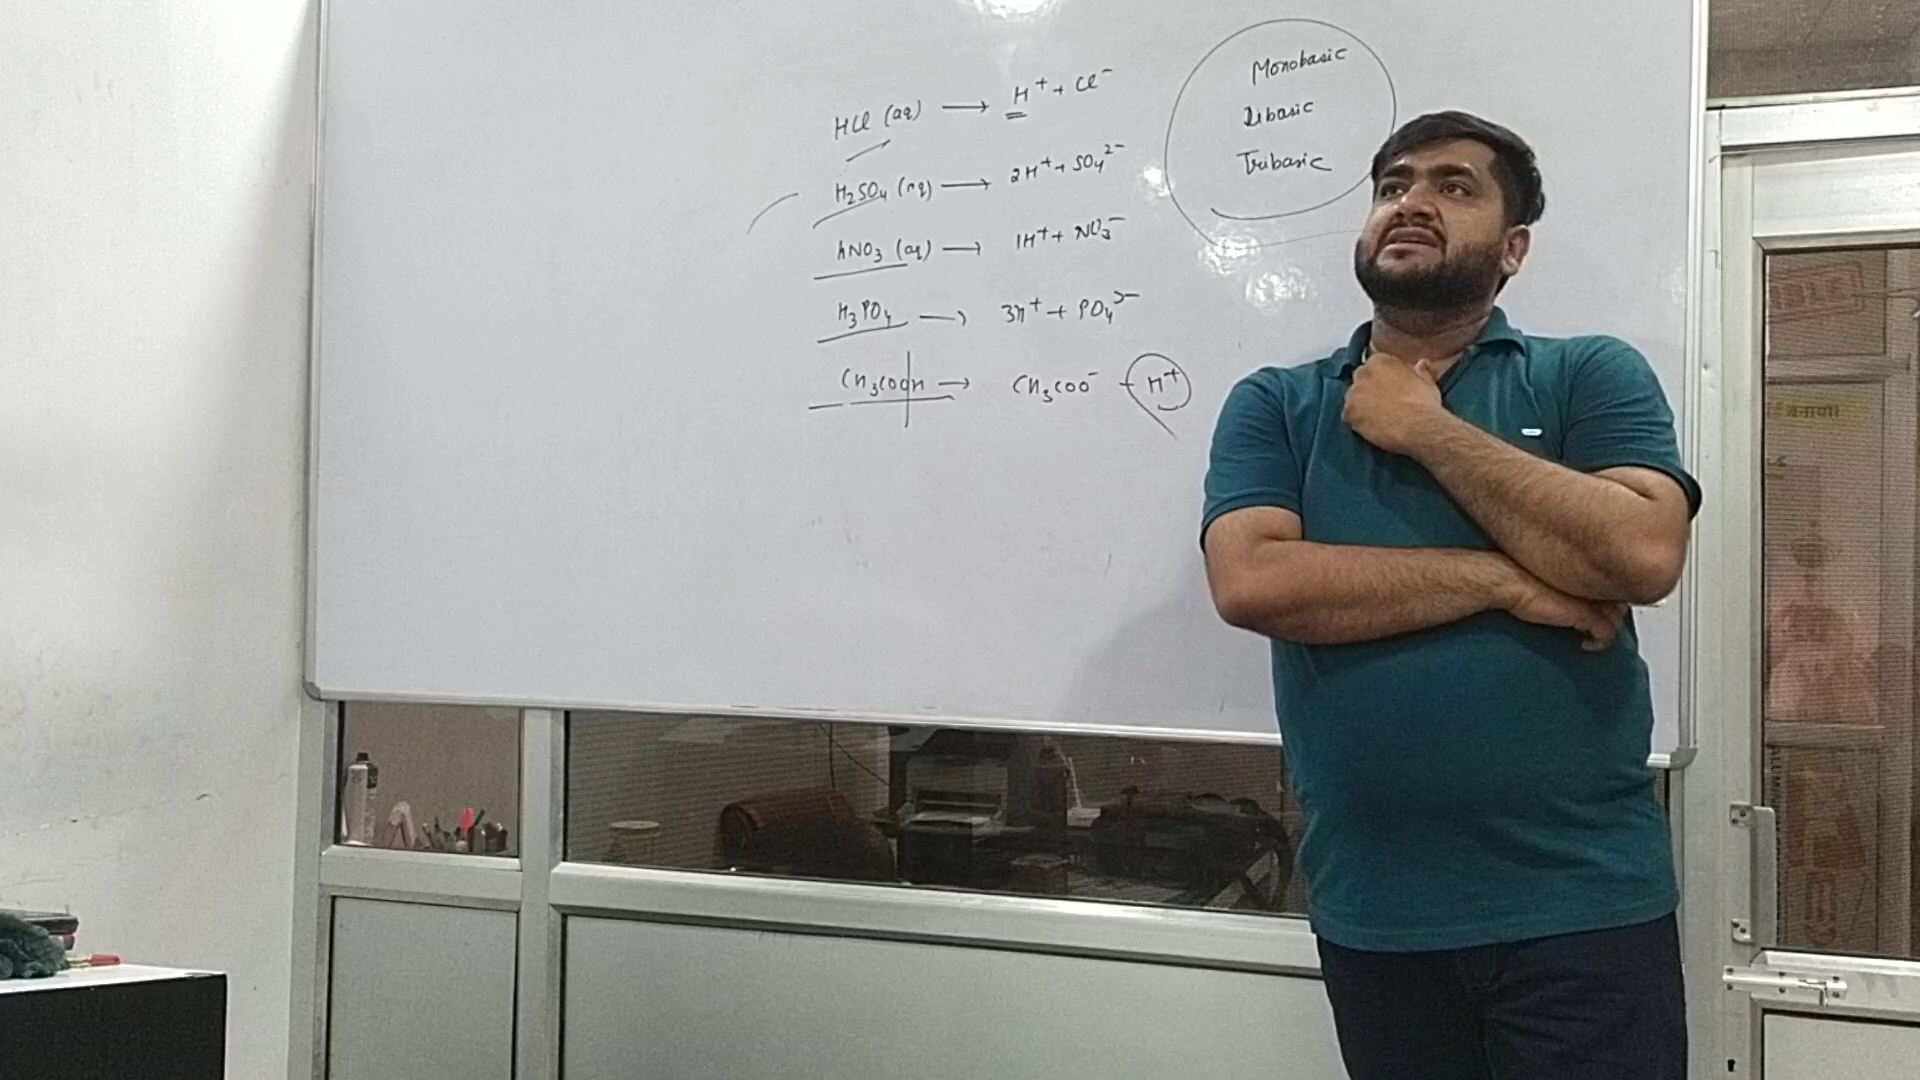 HCl (aq) → H⁺ + Cl⁻
H₂SO₄ (aq) → 2H⁺ + SO₄²⁻
HNO₃ (aq) → 1H⁺ + NO₃⁻
H₃PO₄ → 3H⁺ + PO₄³⁻
CH₃COOH → CH₃COO⁻ + H⁺
Monobasic
Dibasic
Tribasic
बनाया।